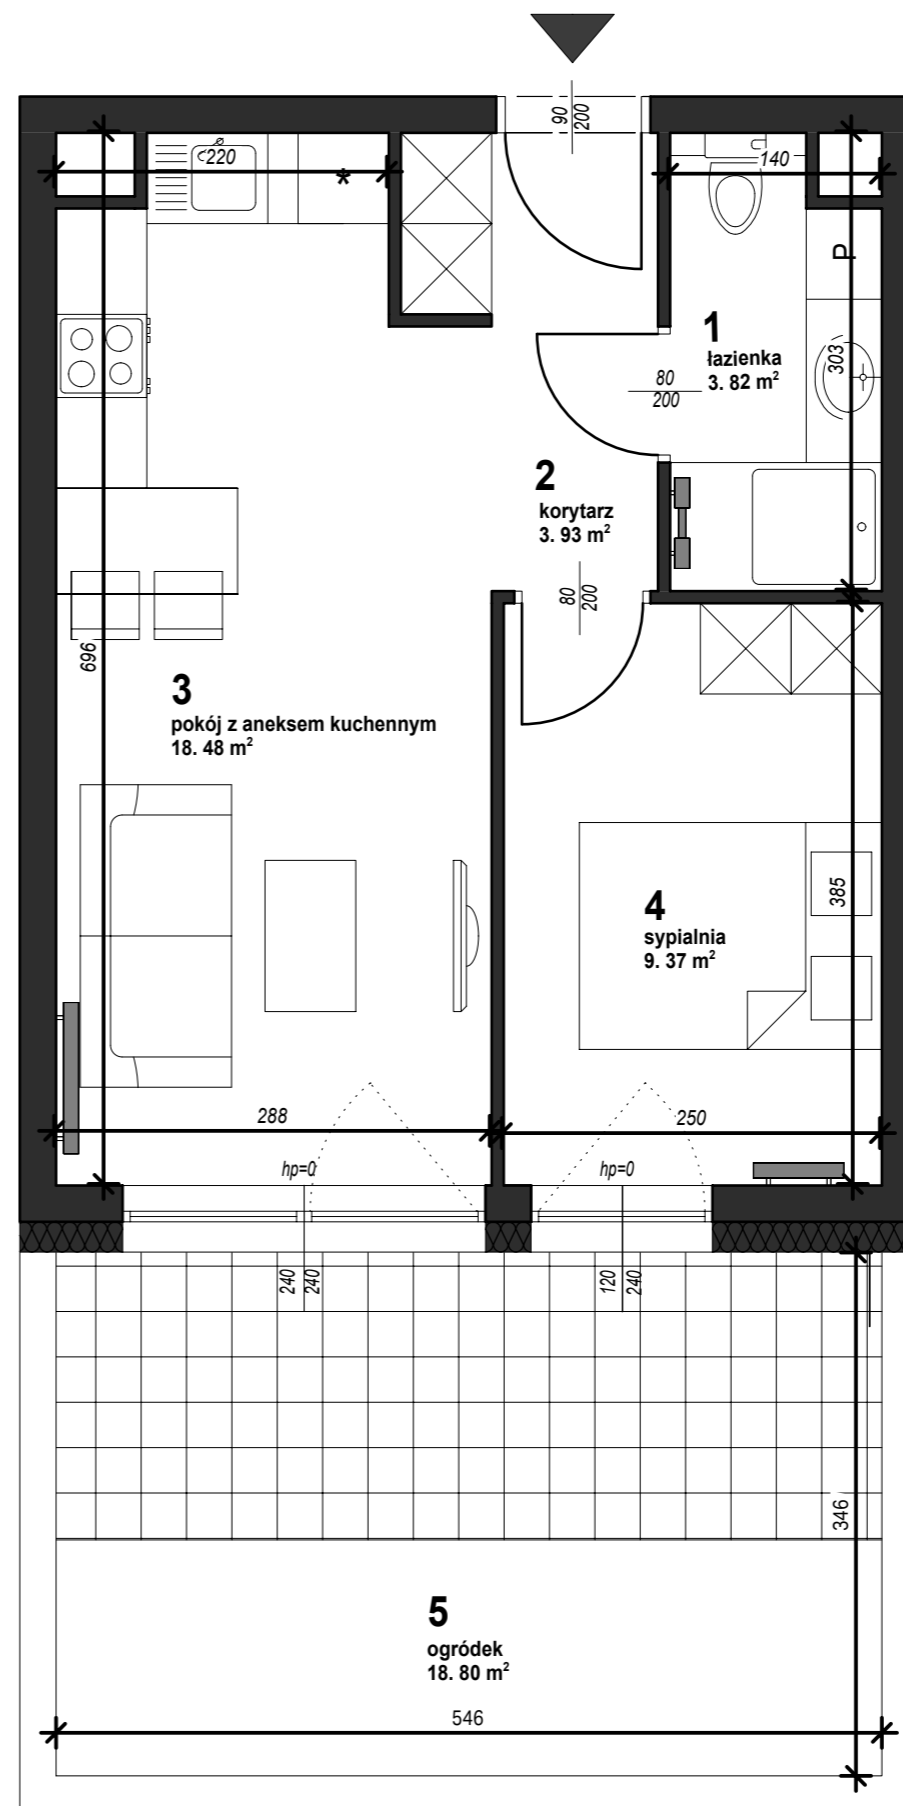 90
200
220
*
140
P
1
łazienka
3. 82 m²
303
80
200
2
korytarz
3. 93 m²
80
200
696
3
pokój z aneksem kuchennym
18. 48 m²
4
sypialnia
9. 37 m²
385
288
250
hp=0
hp=0
240
240
120
240
346
5
ogródek
18. 80 m²
546